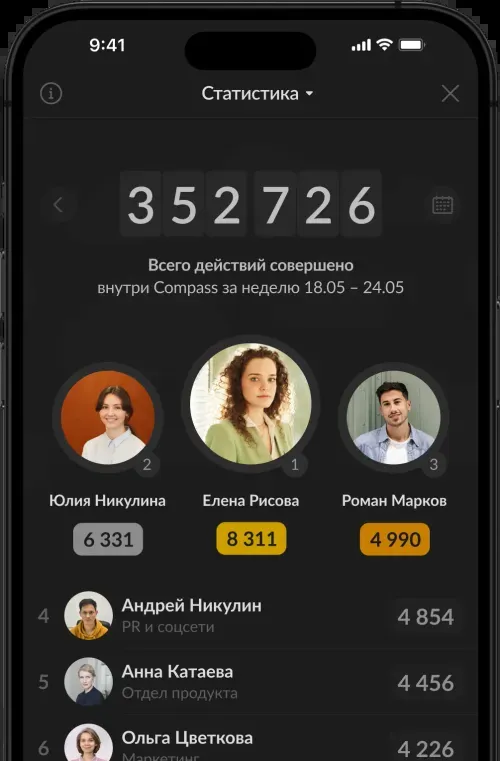 9:41
Статистика
352 726
Всего действий совершено
внутри Compass за неделю 18.05 – 24.05
2
1
3
Юлия Никулина
Елена Рисова
Роман Марков
6 331
8 311
4 990
4
Андрей Никулин
PR и соцсети
4 854
5
Анна Катаева
Отдел продукта
4 456
6
Ольга Цветкова
Маркетинг
4 226